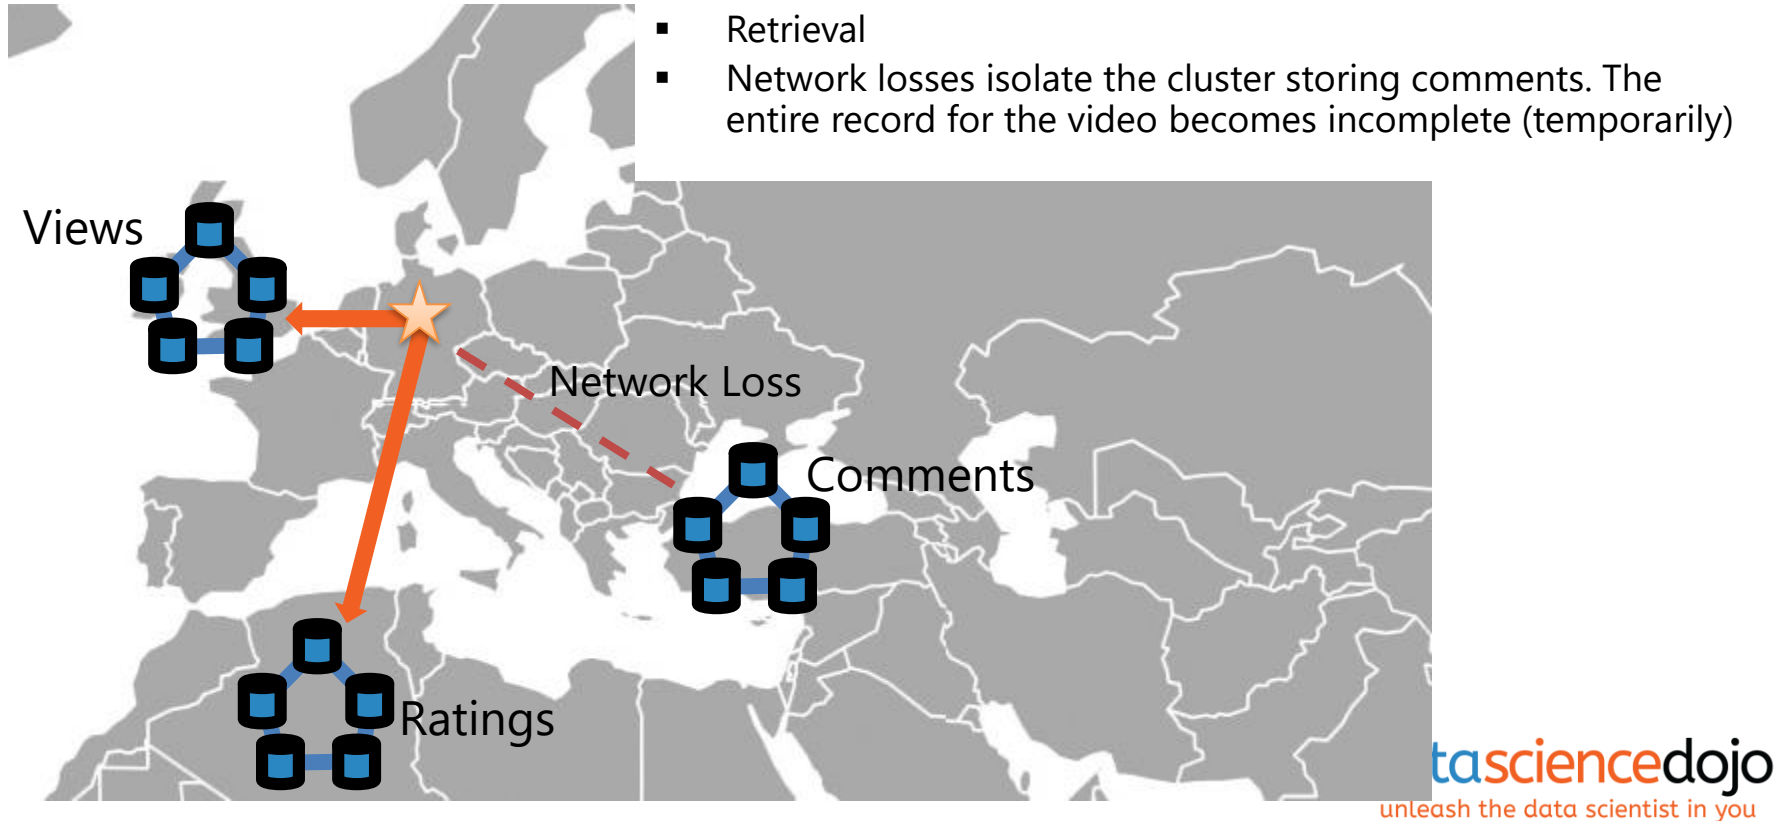 ▪ Retrieval
▪ Network losses isolate the cluster storing comments. The
entire record for the video becomes incomplete (temporarily)
Views
Network Loss
Comments
Ratings
tasciencedojo
unleash the data scientist in you